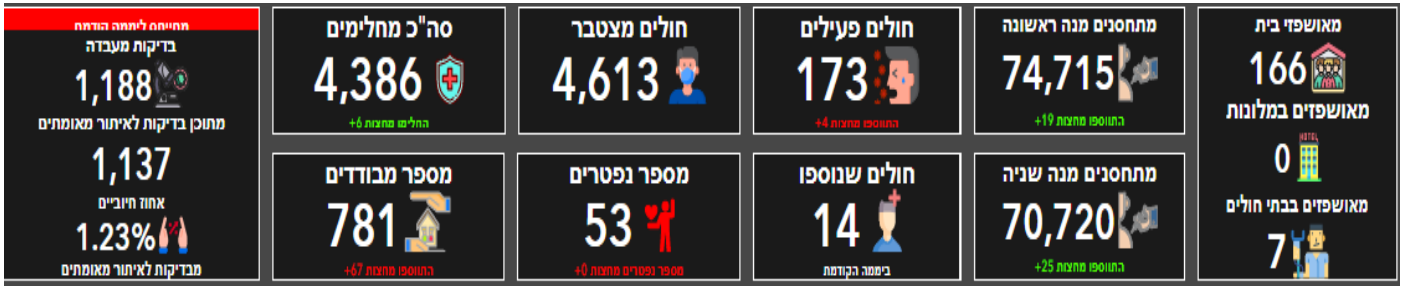 מאושפזי בית
166
מאושפזים במלונות
HOTEL
0
מאושפזים בבתי חולים
7
מתחסנים מנה ראשונה
74,715
התווספו מחצות 19+
מתחסנים מנה שניה
70,720
התווספו מחצות 25+
חולים פעילים
173
התווספו מחצות 4+
חולים שנוספו
14
ביממה הקודמת
חולים מצטבר
4,613
מספר נפטרים
53
מספר נפטרים מחצות 0+
סה"כ מחלימים
4,386
החלימו מחצות 6+
מספר מבודדים
781
התווספו מחצות 67+
מתייחס ליממה קודמת
בדיקות מעבדה
1,188
מתוכן בדיקות לאיתור מאומתים
1,137
אחוז חיוביים
1.23%
מבדיקות לאיתור מאומתים